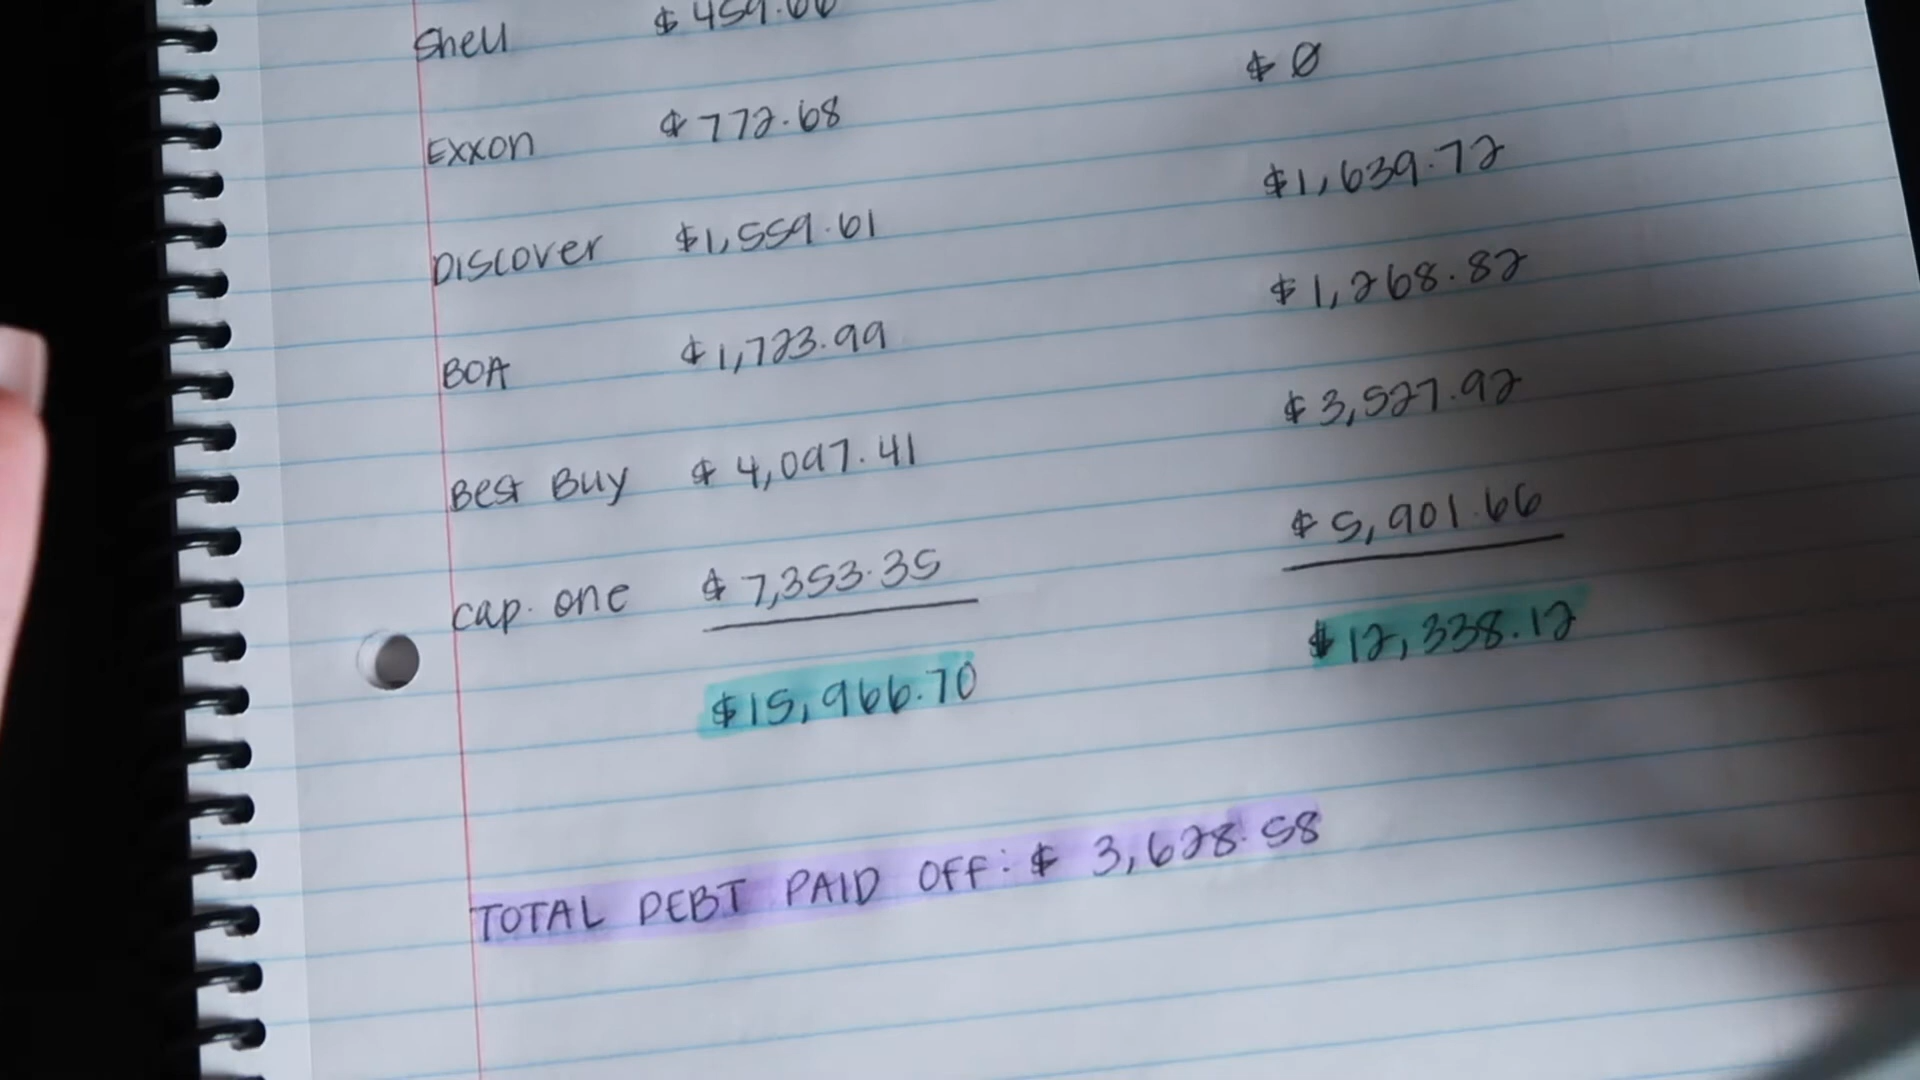 Shell $ 459.66
Exxon $ 772.68 $ 0
DISCOVER $1,559.61 $1,639.72
BOA $ 1,723.99 $ 1,268.82
BEST BUY $ 4,097.41 $ 3,527.92
cap. one $ 7,353.35 $ 5,901.66
$15,966.70 $12,338.12
TOTAL DEBT PAID OFF: $ 3,628.58